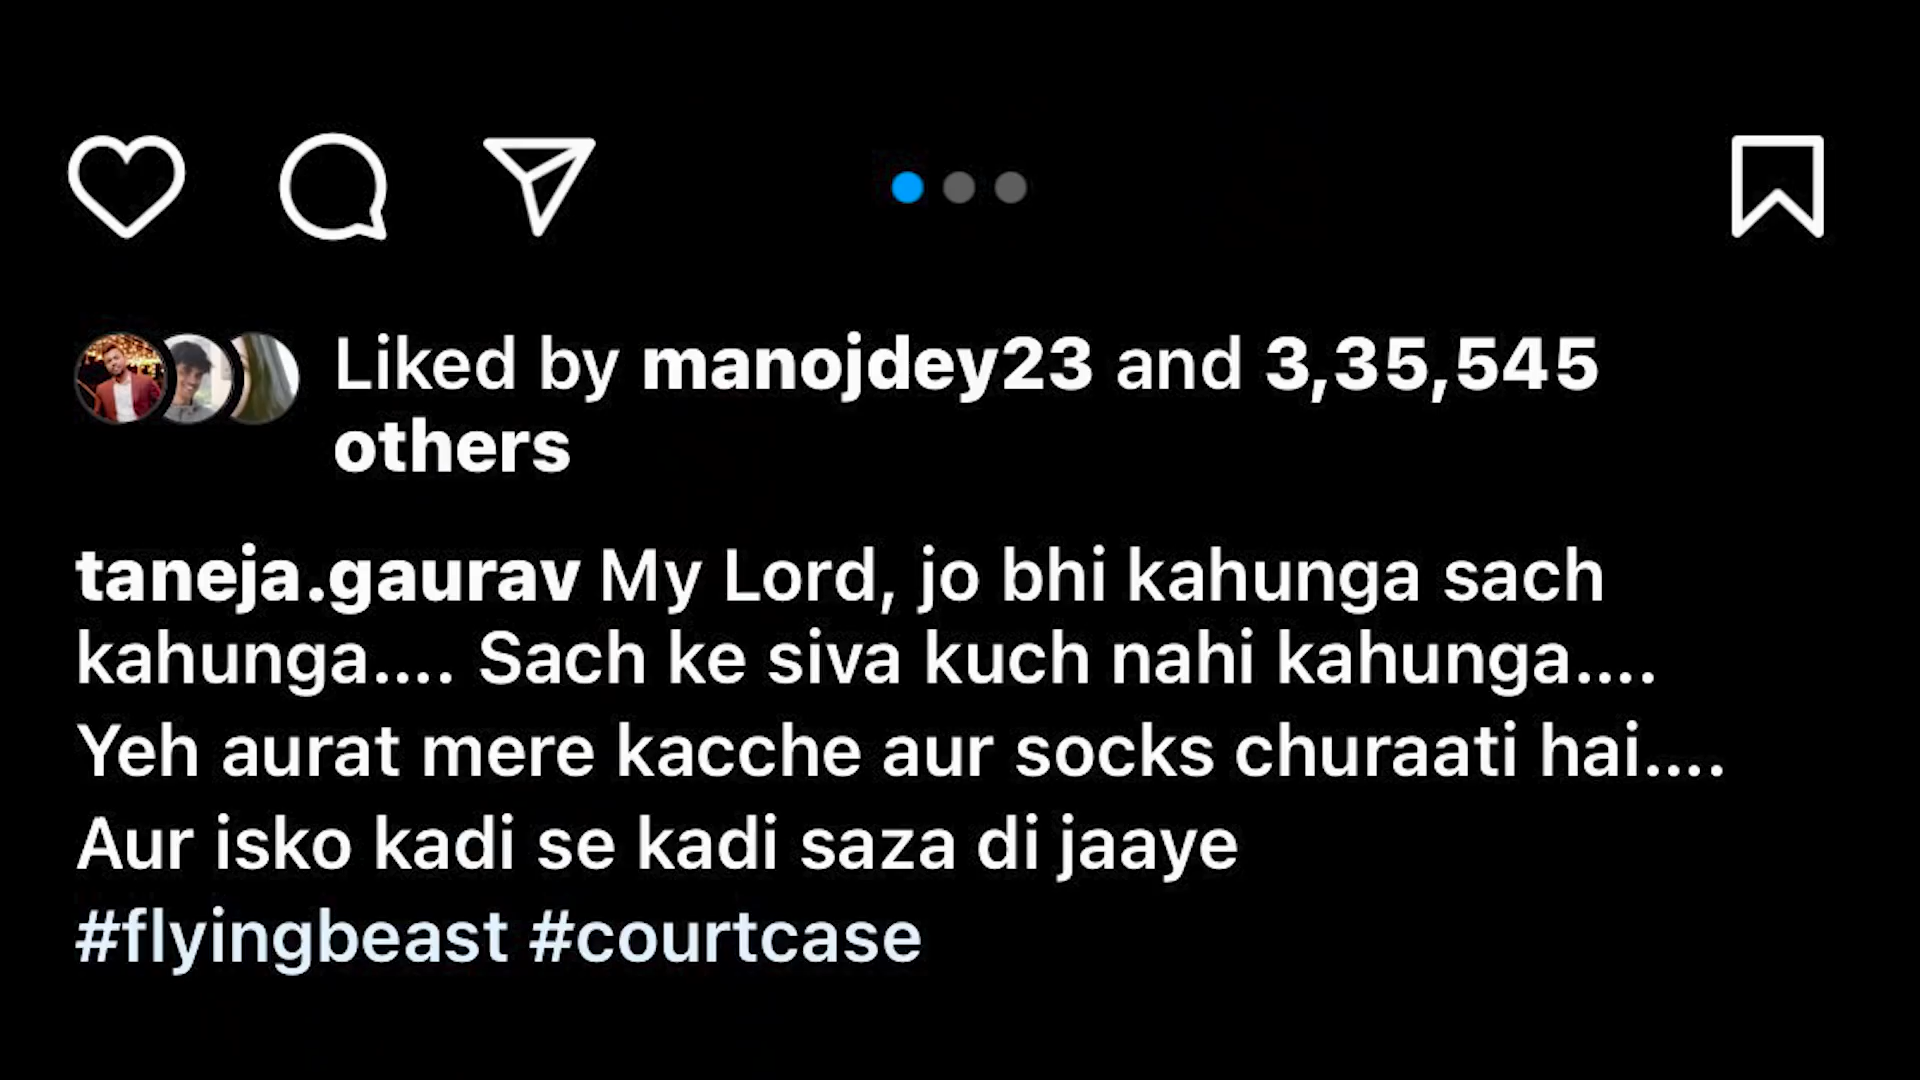 Liked by manojdey23 and 3,35,545
others
taneja.gaurav My Lord, jo bhi kahunga sach
kahunga.... Sach ke siva kuch nahi kahunga....
Yeh aurat mere kacche aur socks churaati hai....
Aur isko kadi se kadi saza di jaaye
#flyingbeast #courtcase